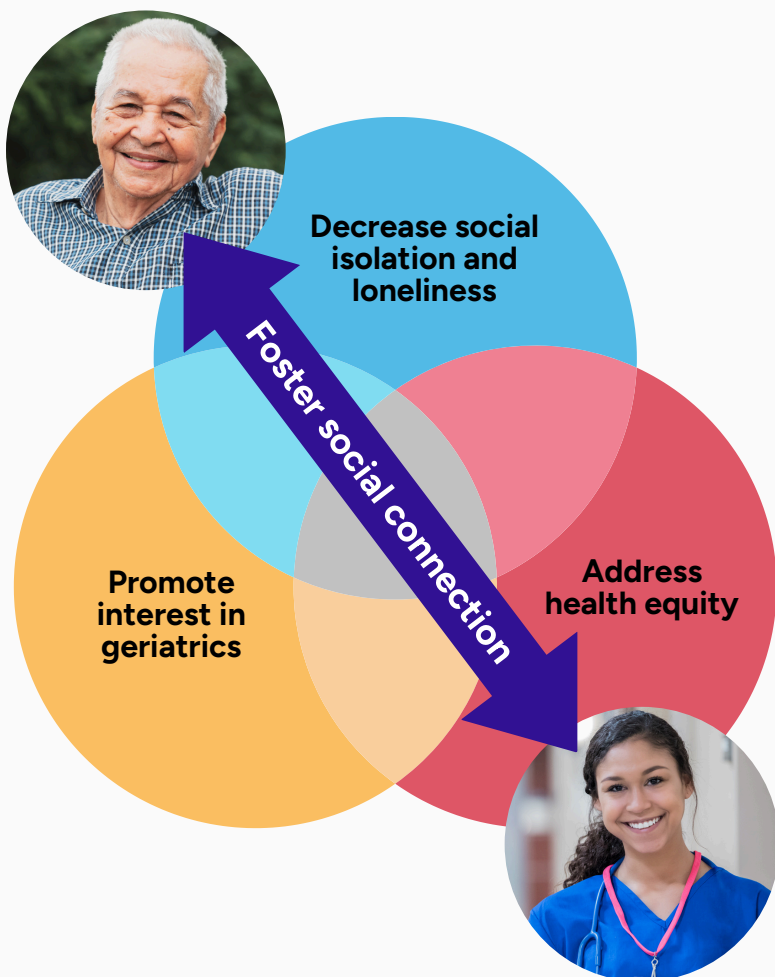 Decrease social
isolation and
loneliness
Foster social connection
Promote
interest in
geriatrics
Address
health equity